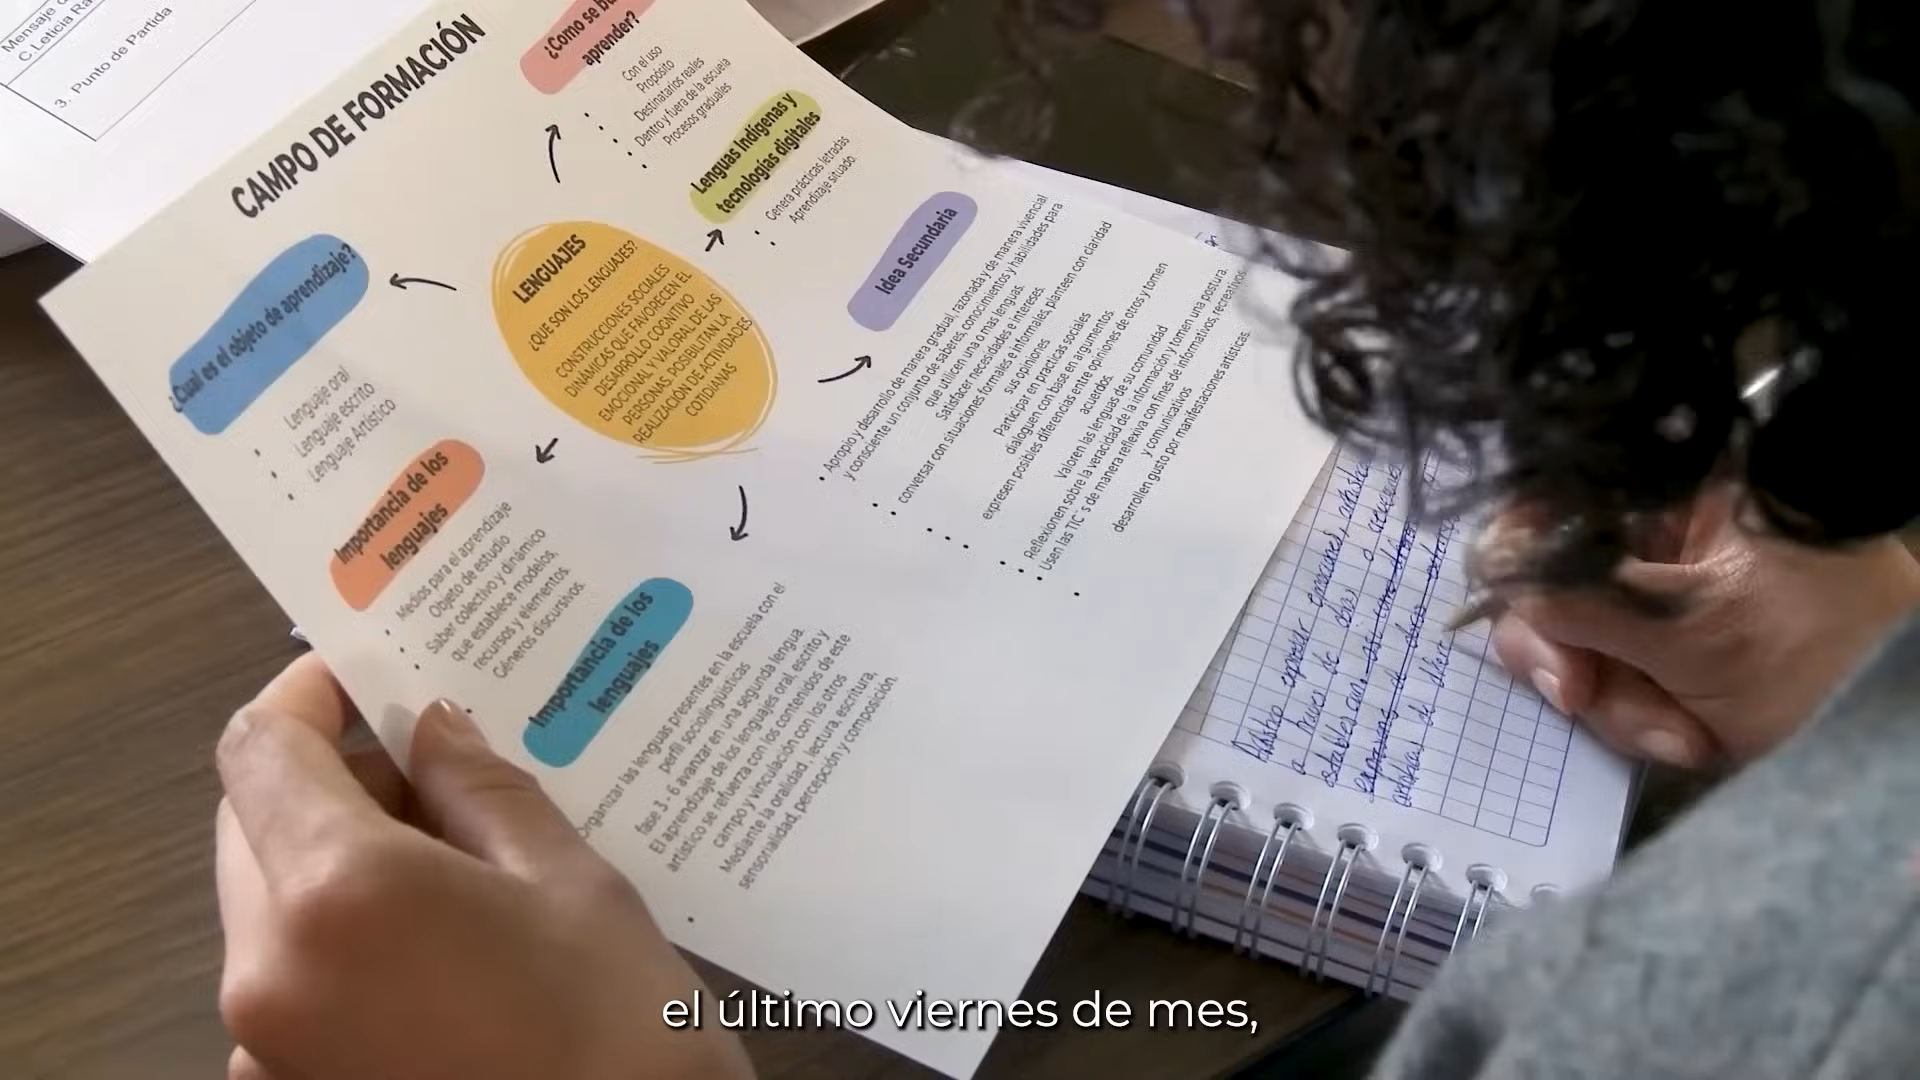 Mensaje
C. Leticia
3. Punto de Partida
CAMPO DE FORMACIÓN
¿Como se
aprender?
Con el uso
Propósito
Destinatarios reales
Dentro y fuera de la escuela
Procesos graduales
Lenguas Indígenas y
tecnologías digitales
Genera prácticas letradas
Aprendizaje situado.
LENGUAJES
¿QUE SON LOS LENGUAJES?
CONSTRUCCIONES SOCIALES
DINÁMICAS QUE FAVORECEN EL
DESARROLLO COGNITIVO
EMOCIONAL Y VALORAL DE LAS
PERSONAS, POSIBILITAN LA
REALIZACIÓN DE ACTIVIDADES
COTIDIANAS
¿Cual es el objeto de aprendizaje?
Lenguaje oral
Lenguaje escrito
Lenguaje Artístico
Importancia de los
lenguajes
Medios para el aprendizaje
Objeto de estudio
Saber colectivo y dinámico
que establece modelos,
recursos y elementos.
Géneros discursivos.
Importancia de los
lenguajes
Organizar las lenguas presentes en la escuela con el
perfil sociolingüísticas
fase 3 - 6 avanzar en una segunda lengua.
El aprendizaje de los lenguajes oral, escrito y
artístico se refuerza con los contenidos de este
campo y vinculación con los otros
Mediante la oralidad, lectura, escritura,
sensorialidad, percepción y composición.
Idea Secundaria
Apropio y desarrollo de manera gradual, razonada y de manera vivencial
y consciente un conjunto de saberes, conocimientos y habilidades para
que utilicen una o mas lenguas.
Satisfacer necesidades e intereses.
conversar con situaciones formales e informales, planteen con claridad
sus opiniones
Participar en practicas sociales
dialoguen con base en argumentos.
expresen posibles diferencias entre opiniones de otros y tomen
acuerdos.
Valoren las lenguas de su comunidad
Reflexionen sobre la veracidad de la información y tomen una postura.
Usen las TIC´s de manera reflexiva con fines de informativos, recreativos
y comunicativos
desarrollen gusto por manifestaciones artísticas.
expresar emociones,
a traves de
el último viernes de mes,